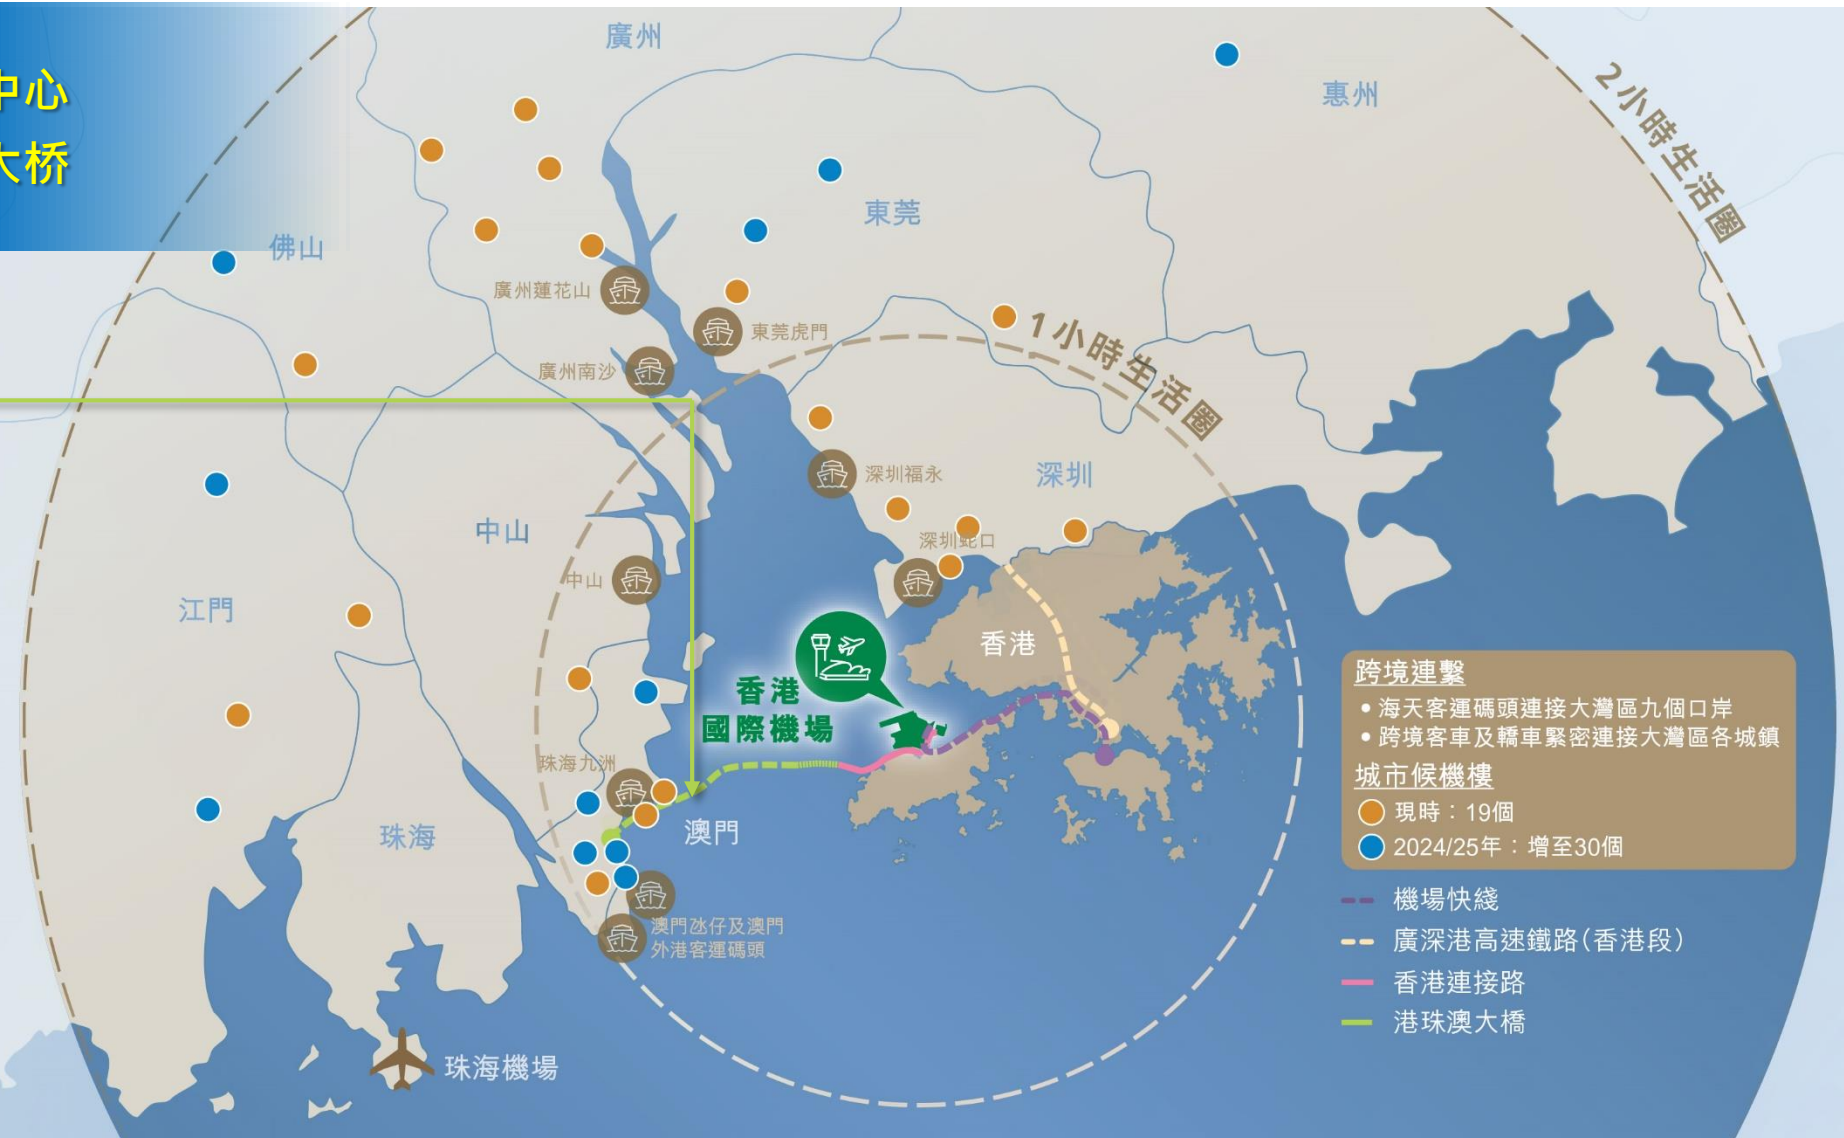 中心
大桥
廣州
惠州
2小時生活圈
東莞
佛山
廣州蓮花山
東莞虎門
1小時生活圈
廣州南沙
深圳福永
深圳
中山
深圳蛇口
中山
江門
香港
香港
國際機場
珠海九洲
澳門
珠海
澳門氹仔及澳門
外港客運碼頭
珠海機場
跨境連繫
• 海天客運碼頭連接大灣區九個口岸
• 跨境客車及轎車緊密連接大灣區各城鎮
城市候機樓
現時：19個
2024/25年：增至30個
機場快綫
廣深港高速鐵路(香港段)
香港連接路
港珠澳大橋